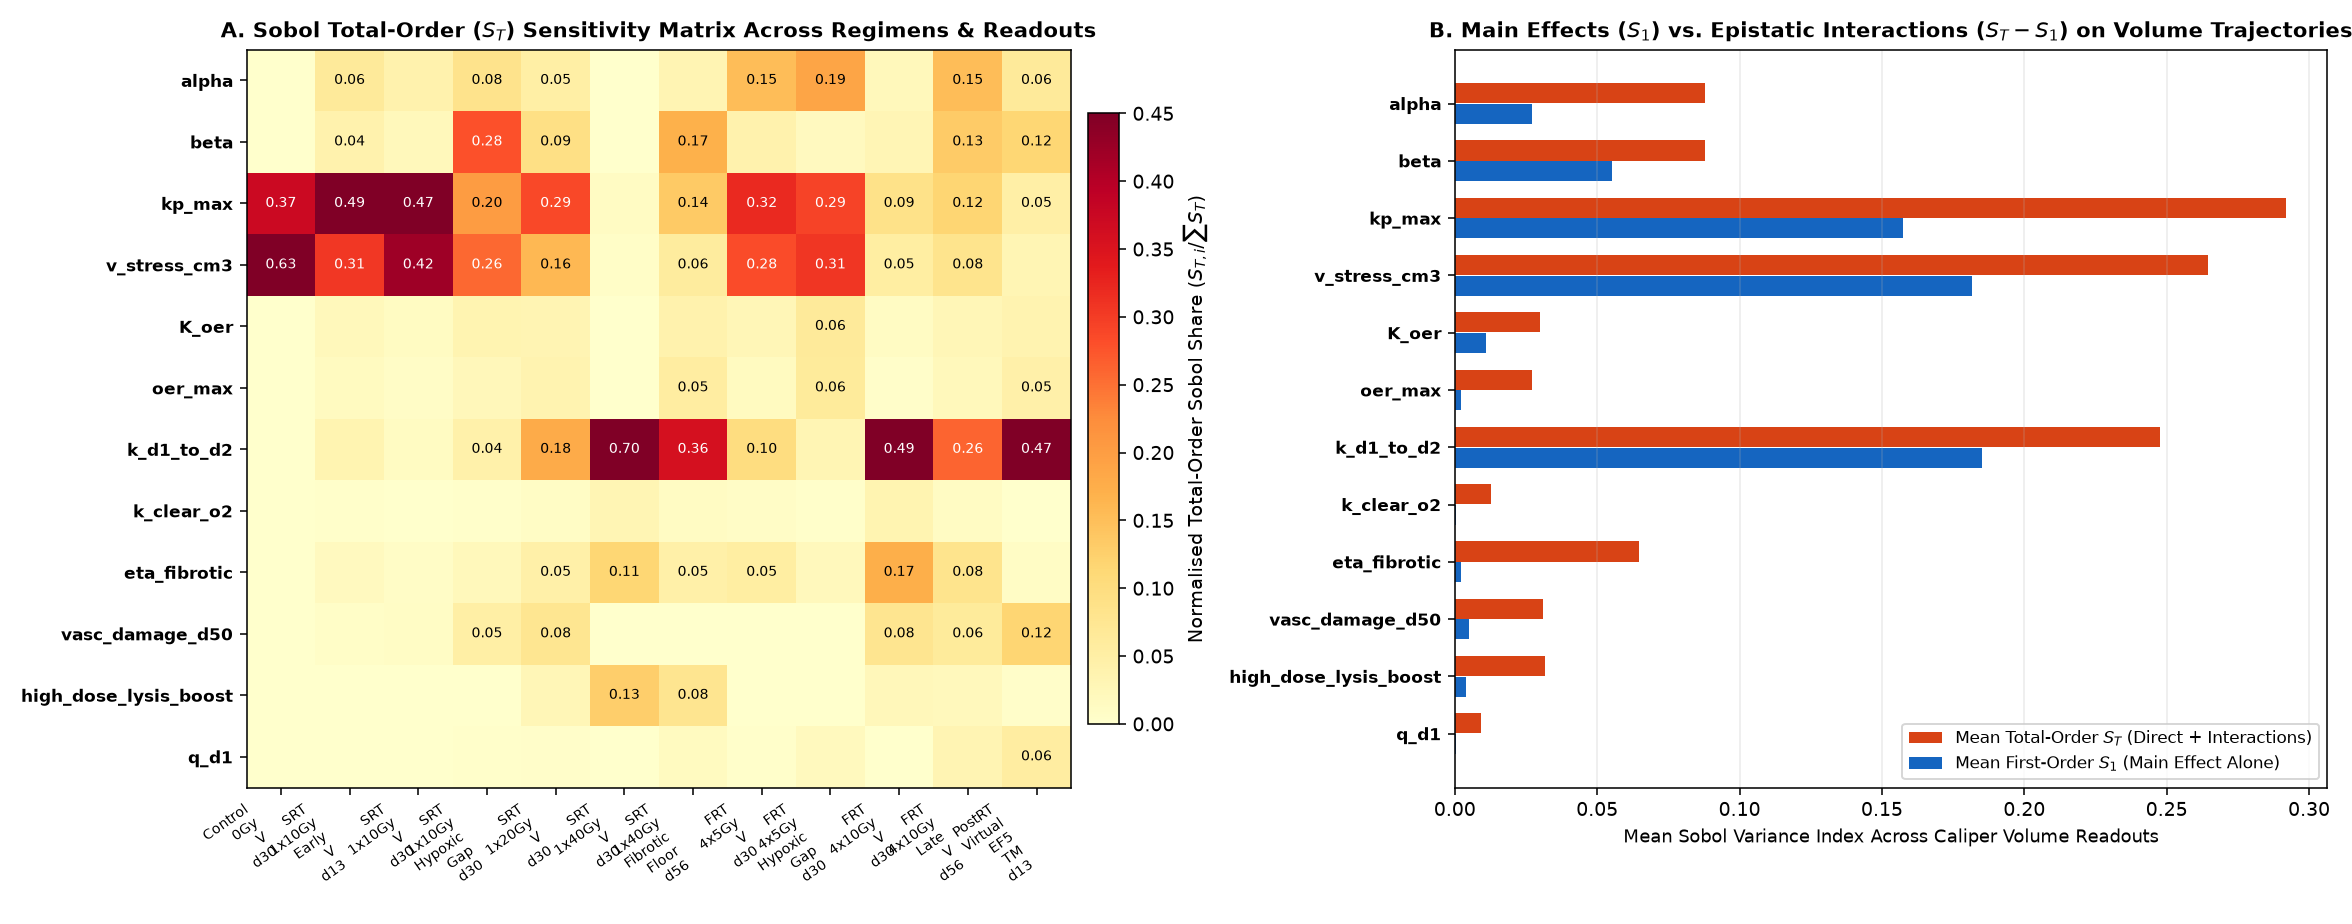 A. Sobol Total-Order (S_T) Sensitivity Matrix Across Regimens & Readouts
alpha
beta
kp_max
v_stress_cm3
K_oer
oer_max
k_d1_to_d2
k_clear_o2
eta_fibrotic
vasc_damage_d50
high_dose_lysis_boost
q_d1
0.06 0.08 0.05 0.15 0.19 0.15 0.06
0.04 0.28 0.09 0.17 0.13 0.12
0.37 0.49 0.47 0.20 0.29 0.14 0.32 0.29 0.09 0.12 0.05
0.63 0.31 0.42 0.26 0.16 0.06 0.28 0.31 0.05 0.08
0.06
0.05 0.06 0.05
0.04 0.18 0.70 0.36 0.10 0.49 0.26 0.47
0.05 0.11 0.05 0.05 0.17 0.08
0.05 0.08 0.08 0.06 0.12
0.13 0.08
0.06
Control
0Gy
V
d30
SRT
1x10Gy
Early
V
d13
SRT
1x10Gy
V
d30
SRT
1x10Gy
Hypoxic
Gap
d30
SRT
1x20Gy
V
d30
SRT
1x40Gy
V
d30
SRT
1x40Gy
Fibrotic
Floor
d56
FRT
4x5Gy
V
d30
FRT
4x5Gy
Hypoxic
Gap
d30
FRT
4x10Gy
V
d30
FRT
4x10Gy
Late
V
d56
PostRT
Virtual
EF5
TM
d13
0.45
0.40
0.35
0.30
0.25
0.20
0.15
0.10
0.05
0.00
Normalised Total-Order Sobol Share (S_{T,i}/∑S_T)
B. Main Effects (S_1) vs. Epistatic Interactions (S_T − S_1) on Volume Trajectories
alpha
beta
kp_max
v_stress_cm3
K_oer
oer_max
k_d1_to_d2
k_clear_o2
eta_fibrotic
vasc_damage_d50
high_dose_lysis_boost
q_d1
Mean Total-Order S_T (Direct + Interactions)
Mean First-Order S_1 (Main Effect Alone)
0.00 0.05 0.10 0.15 0.20 0.25 0.30
Mean Sobol Variance Index Across Caliper Volume Readouts